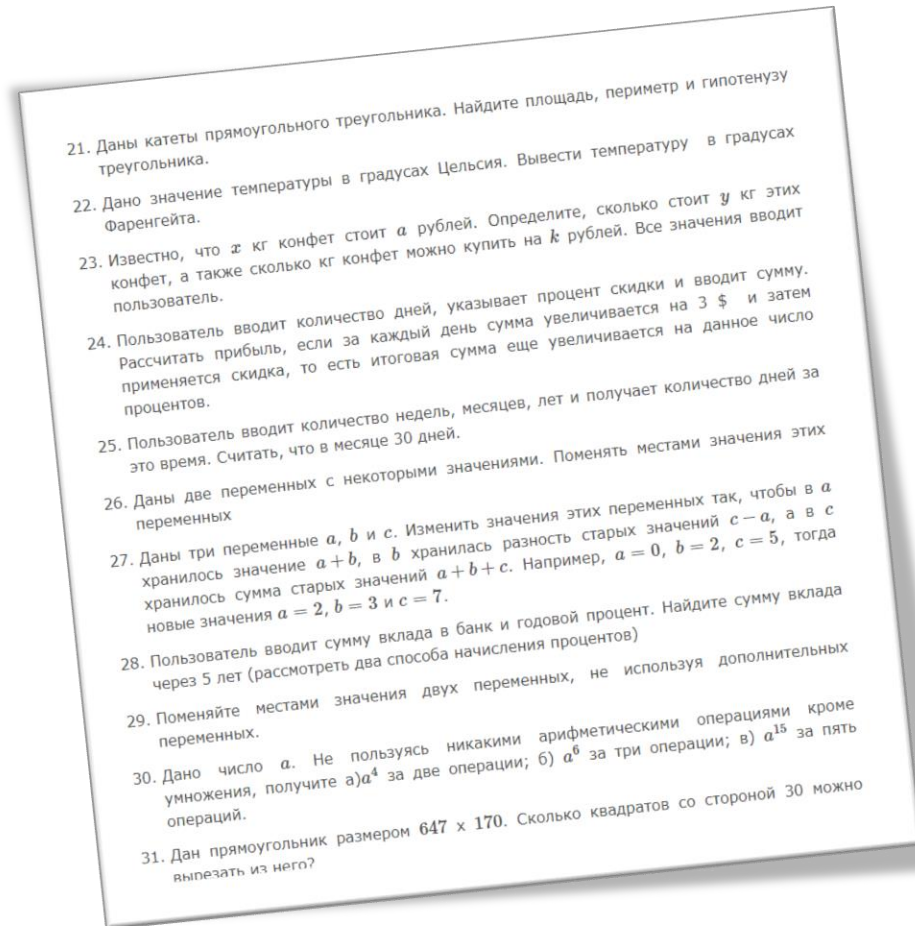 21. Даны катеты прямоугольного треугольника. Найдите площадь, периметр и гипотенузу
треугольника.
22. Дано значение температуры в градусах Цельсия. Вывести температуру в градусах
Фаренгейта.
23. Известно, что x кг конфет стоит a рублей. Определите, сколько стоит y кг этих
конфет, а также сколько кг конфет можно купить на k рублей. Все значения вводит
пользователь.
24. Пользователь вводит количество дней, указывает процент скидки и вводит сумму.
Рассчитать прибыль, если за каждый день сумма увеличивается на 3 $ и затем
применяется скидка, то есть итоговая сумма еще увеличивается на данное число
процентов.
25. Пользователь вводит количество недель, месяцев, лет и получает количество дней за
это время. Считать, что в месяце 30 дней.
26. Даны две переменных с некоторыми значениями. Поменять местами значения этих
переменных
27. Даны три переменные a, b и c. Изменить значения этих переменных так, чтобы в a
хранилось значение a + b, в b хранилась разность старых значений c − a, а в c
хранилось сумма старых значений a + b + c. Например, a = 0, b = 2, c = 5, тогда
новые значения a = 2, b = 3 и c = 7.
28. Пользователь вводит сумму вклада в банк и годовой процент. Найдите сумму вклада
через 5 лет (рассмотреть два способа начисления процентов)
29. Поменяйте местами значения двух переменных, не используя дополнительных
переменных.
30. Дано число a. Не пользуясь никакими арифметическими операциями кроме
умножения, получите а)a⁴ за две операции; б) a⁶ за три операции; в) a¹⁵ за пять
операций.
31. Дан прямоугольник размером 647 x 170. Сколько квадратов со стороной 30 можно
вырезать из него?